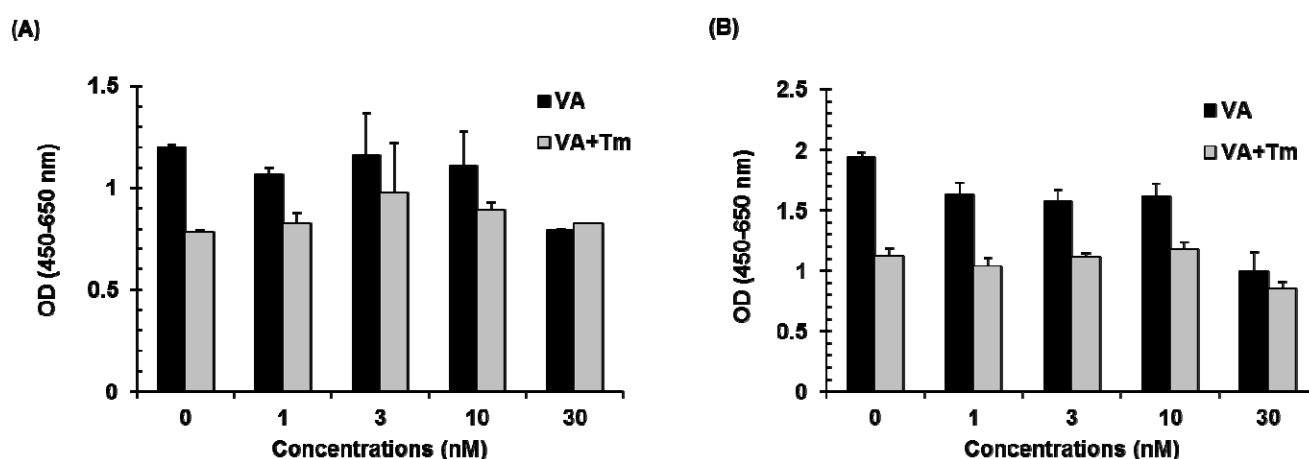 (A)
OD (450-650 nm)
1.5
1
0.5
0
VA
VA+Tm
0 1 3 10 30
Concentrations (nM)
(B)
OD (450-650 nm)
2.5
2
1.5
1
0.5
0
VA
VA+Tm
0 1 3 10 30
Concentrations (nM)